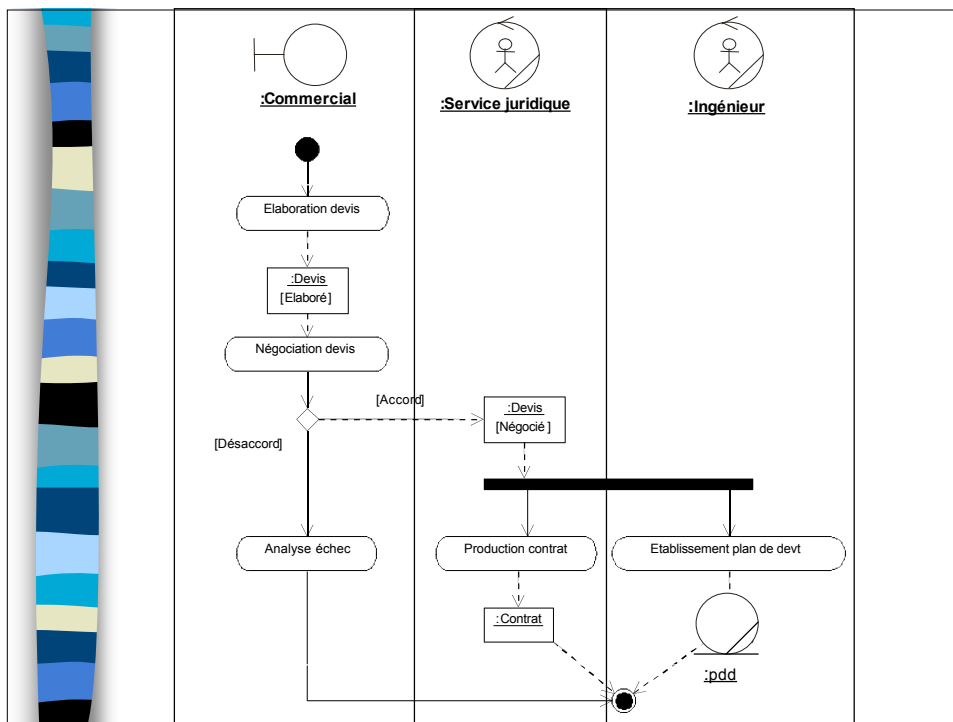 :Commercial
:Service juridique
:Ingénieur
Elaboration devis
:Devis
[Elaboré]
Négociation devis
[Accord]
:Devis
[Négocié ]
[Désaccord]
Analyse échec
Production contrat
Etablissement plan de devt
:Contrat
:pdd